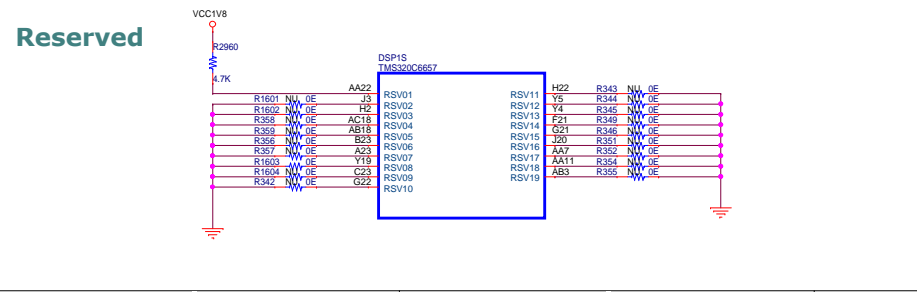 VCC1V8
Reserved
R2960
4.7K
DSP1S
TMS320C6657
AA22 RSV01
R1601 NU 0E J3 RSV02
R1602 NU 0E H2 RSV03
R358 NU 0E AC18 RSV04
R359 NU 0E AB18 RSV05
R356 NU 0E B23 RSV06
R357 NU 0E A23 RSV07
R1603 0E Y19 RSV08
R1604 NU 0E C23 RSV09
R342 NU 0E G22 RSV10
RSV11 H22 R343 NU 0E
RSV12 Y5 R344 NU 0E
RSV13 Y4 R345 NU 0E
RSV14 F21 R349 NU 0E
RSV15 G21 R346 NU 0E
RSV16 J20 R351 NU 0E
RSV17 AA7 R352 NU 0E
RSV18 AA11 R354 NU 0E
RSV19 AB3 R355 NU 0E